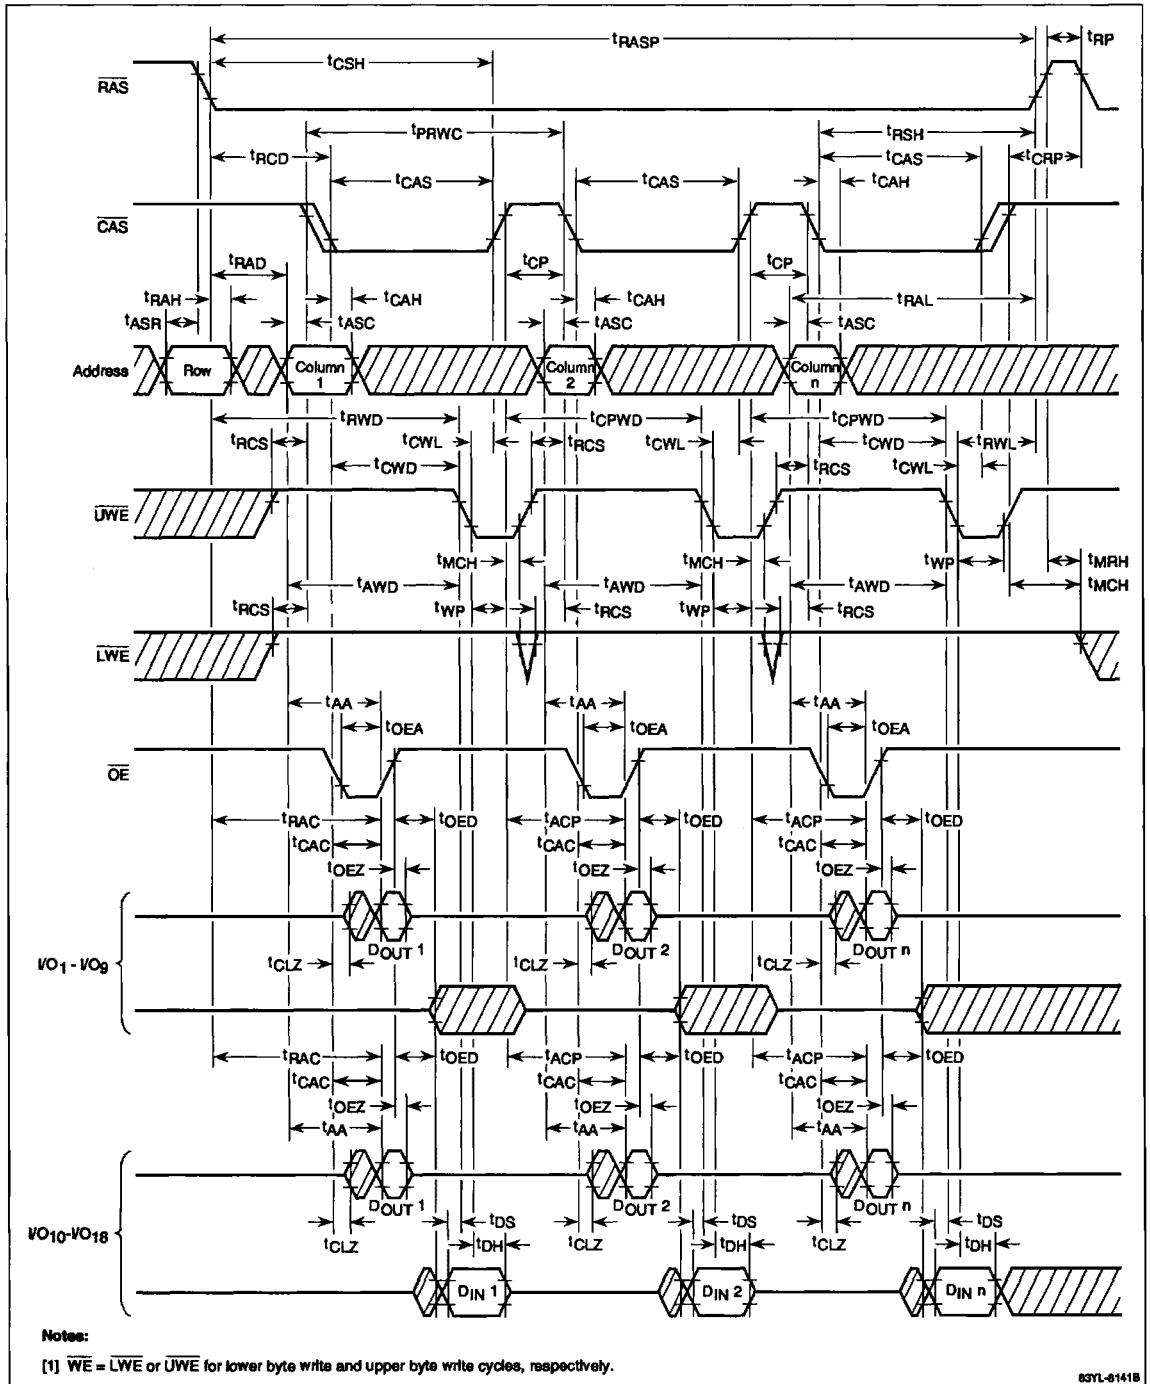 tRASP
tRP
tCSH
RAS
tPRWC
tRSH
tRCD
tCAS
tCRP
tCAS
tCAS
tCAH
CAS
tRAD
tCP
tCP
tRAH
tCAH
tCAH
tRAL
tASR
tASC
tASC
tASC
Address
Row
Column 1
Column 2
Column n
tRWD
tCPWD
tCPWD
tRCS
tCWL
tRCS
tCWL
tCWD
tRWL
tCWD
tRCS
tCWL
UWE
tMCH
tMCH
tWP
tMRH
tAWD
tAWD
tAWD
tMCH
tRCS
tWP
tRCS
tWP
tRCS
LWE
tAA
tAA
tAA
tOEA
tOEA
tOEA
OE
tRAC
tOED
tACP
tOED
tACP
tOED
tCAC
tCAC
tCAC
tOEZ
tOEZ
tOEZ
DOUT 1
DOUT 2
DOUT n
I/O1 - I/O9
tCLZ
tCLZ
tCLZ
tRAC
tOED
tACP
tOED
tACP
tOED
tCAC
tCAC
tCAC
tOEZ
tOEZ
tOEZ
tAA
tAA
tAA
DOUT 1
DOUT 2
DOUT n
I/O10-I/O18
tDS
tDS
tDS
tCLZ
tDH
tCLZ
tDH
tCLZ
tDH
DIN 1
DIN 2
DIN n
Notes:
[1] WE = LWE or UWE for lower byte write and upper byte write cycles, respectively.
83YL-8141B